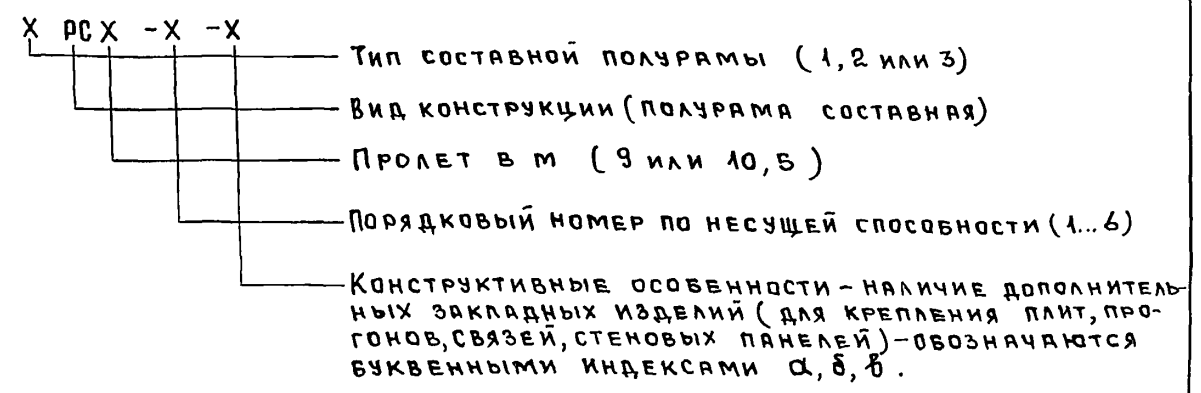 Х РС Х -Х -Х
Тип составной полурамы (1,2 или 3)
Вид конструкции (полурама составная)
Пролет в м (9 или 10,5)
Порядковый номер по несущей способности (1...6)
Конструктивные особенности - наличие дополнитель-
ных закладных изделий (для крепления плит, про-
гонов, связей, стеновых панелей) - обозначаются
буквенными индексами а, б, в.